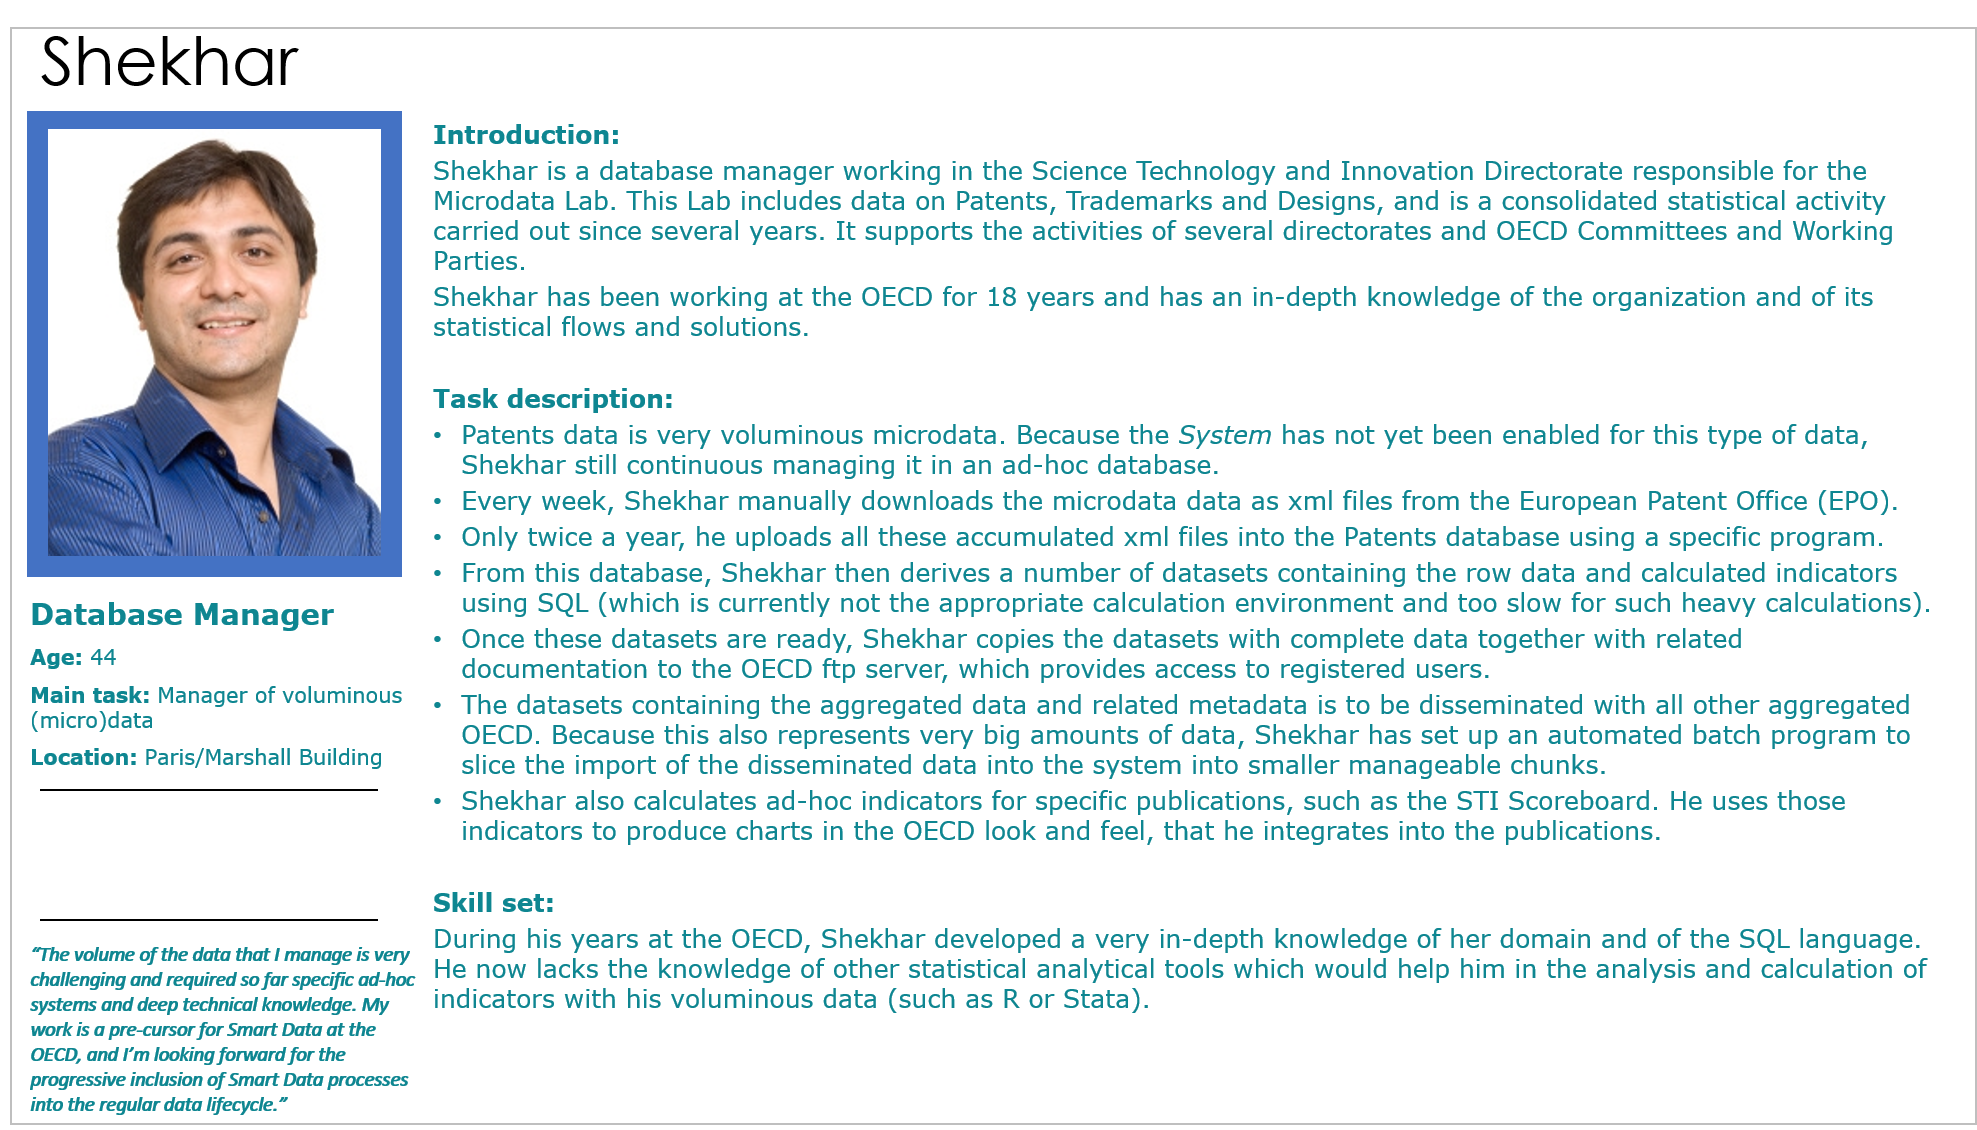 Shekhar
Database Manager
Age: 44
Main task: Manager of voluminous
(micro)data
Location: Paris/Marshall Building
“The volume of the data that I manage is very
challenging and required so far specific ad-hoc
systems and deep technical knowledge. My
work is a pre-cursor for Smart Data at the
OECD, and I’m looking forward for the
progressive inclusion of Smart Data processes
into the regular data lifecycle.”
Introduction:
Shekhar is a database manager working in the Science Technology and Innovation Directorate responsible for the
Microdata Lab. This Lab includes data on Patents, Trademarks and Designs, and is a consolidated statistical activity
carried out since several years. It supports the activities of several directorates and OECD Committees and Working
Parties.
Shekhar has been working at the OECD for 18 years and has an in-depth knowledge of the organization and of its
statistical flows and solutions.
Task description:
• Patents data is very voluminous microdata. Because the System has not yet been enabled for this type of data,
Shekhar still continuous managing it in an ad-hoc database.
• Every week, Shekhar manually downloads the microdata data as xml files from the European Patent Office (EPO).
• Only twice a year, he uploads all these accumulated xml files into the Patents database using a specific program.
• From this database, Shekhar then derives a number of datasets containing the row data and calculated indicators
using SQL (which is currently not the appropriate calculation environment and too slow for such heavy calculations).
• Once these datasets are ready, Shekhar copies the datasets with complete data together with related
documentation to the OECD ftp server, which provides access to registered users.
• The datasets containing the aggregated data and related metadata is to be disseminated with all other aggregated
OECD. Because this also represents very big amounts of data, Shekhar has set up an automated batch program to
slice the import of the disseminated data into the system into smaller manageable chunks.
• Shekhar also calculates ad-hoc indicators for specific publications, such as the STI Scoreboard. He uses those
indicators to produce charts in the OECD look and feel, that he integrates into the publications.
Skill set:
During his years at the OECD, Shekhar developed a very in-depth knowledge of her domain and of the SQL language.
He now lacks the knowledge of other statistical analytical tools which would help him in the analysis and calculation of
indicators with his voluminous data (such as R or Stata).